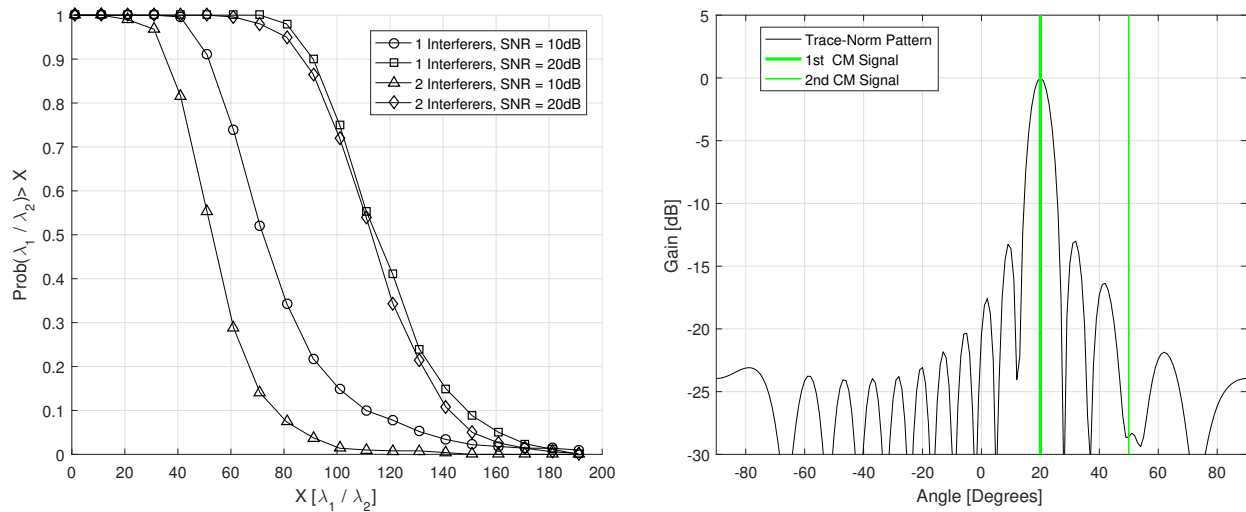 1
0.9
0.8
0.7
0.6
0.5
0.4
0.3
0.2
0.1
0
Prob( λ1 / λ2)> X
0 20 40 60 80 100 120 140 160 180 200
X [λ1 / λ2]
1 Interferers, SNR = 10dB
1 Interferers, SNR = 20dB
2 Interferers, SNR = 10dB
2 Interferers, SNR = 20dB
5
0
-5
-10
-15
-20
-25
-30
Gain [dB]
-80 -60 -40 -20 0 20 40 60 80
Angle [Degrees]
Trace-Norm Pattern
1st CM Signal
2nd CM Signal